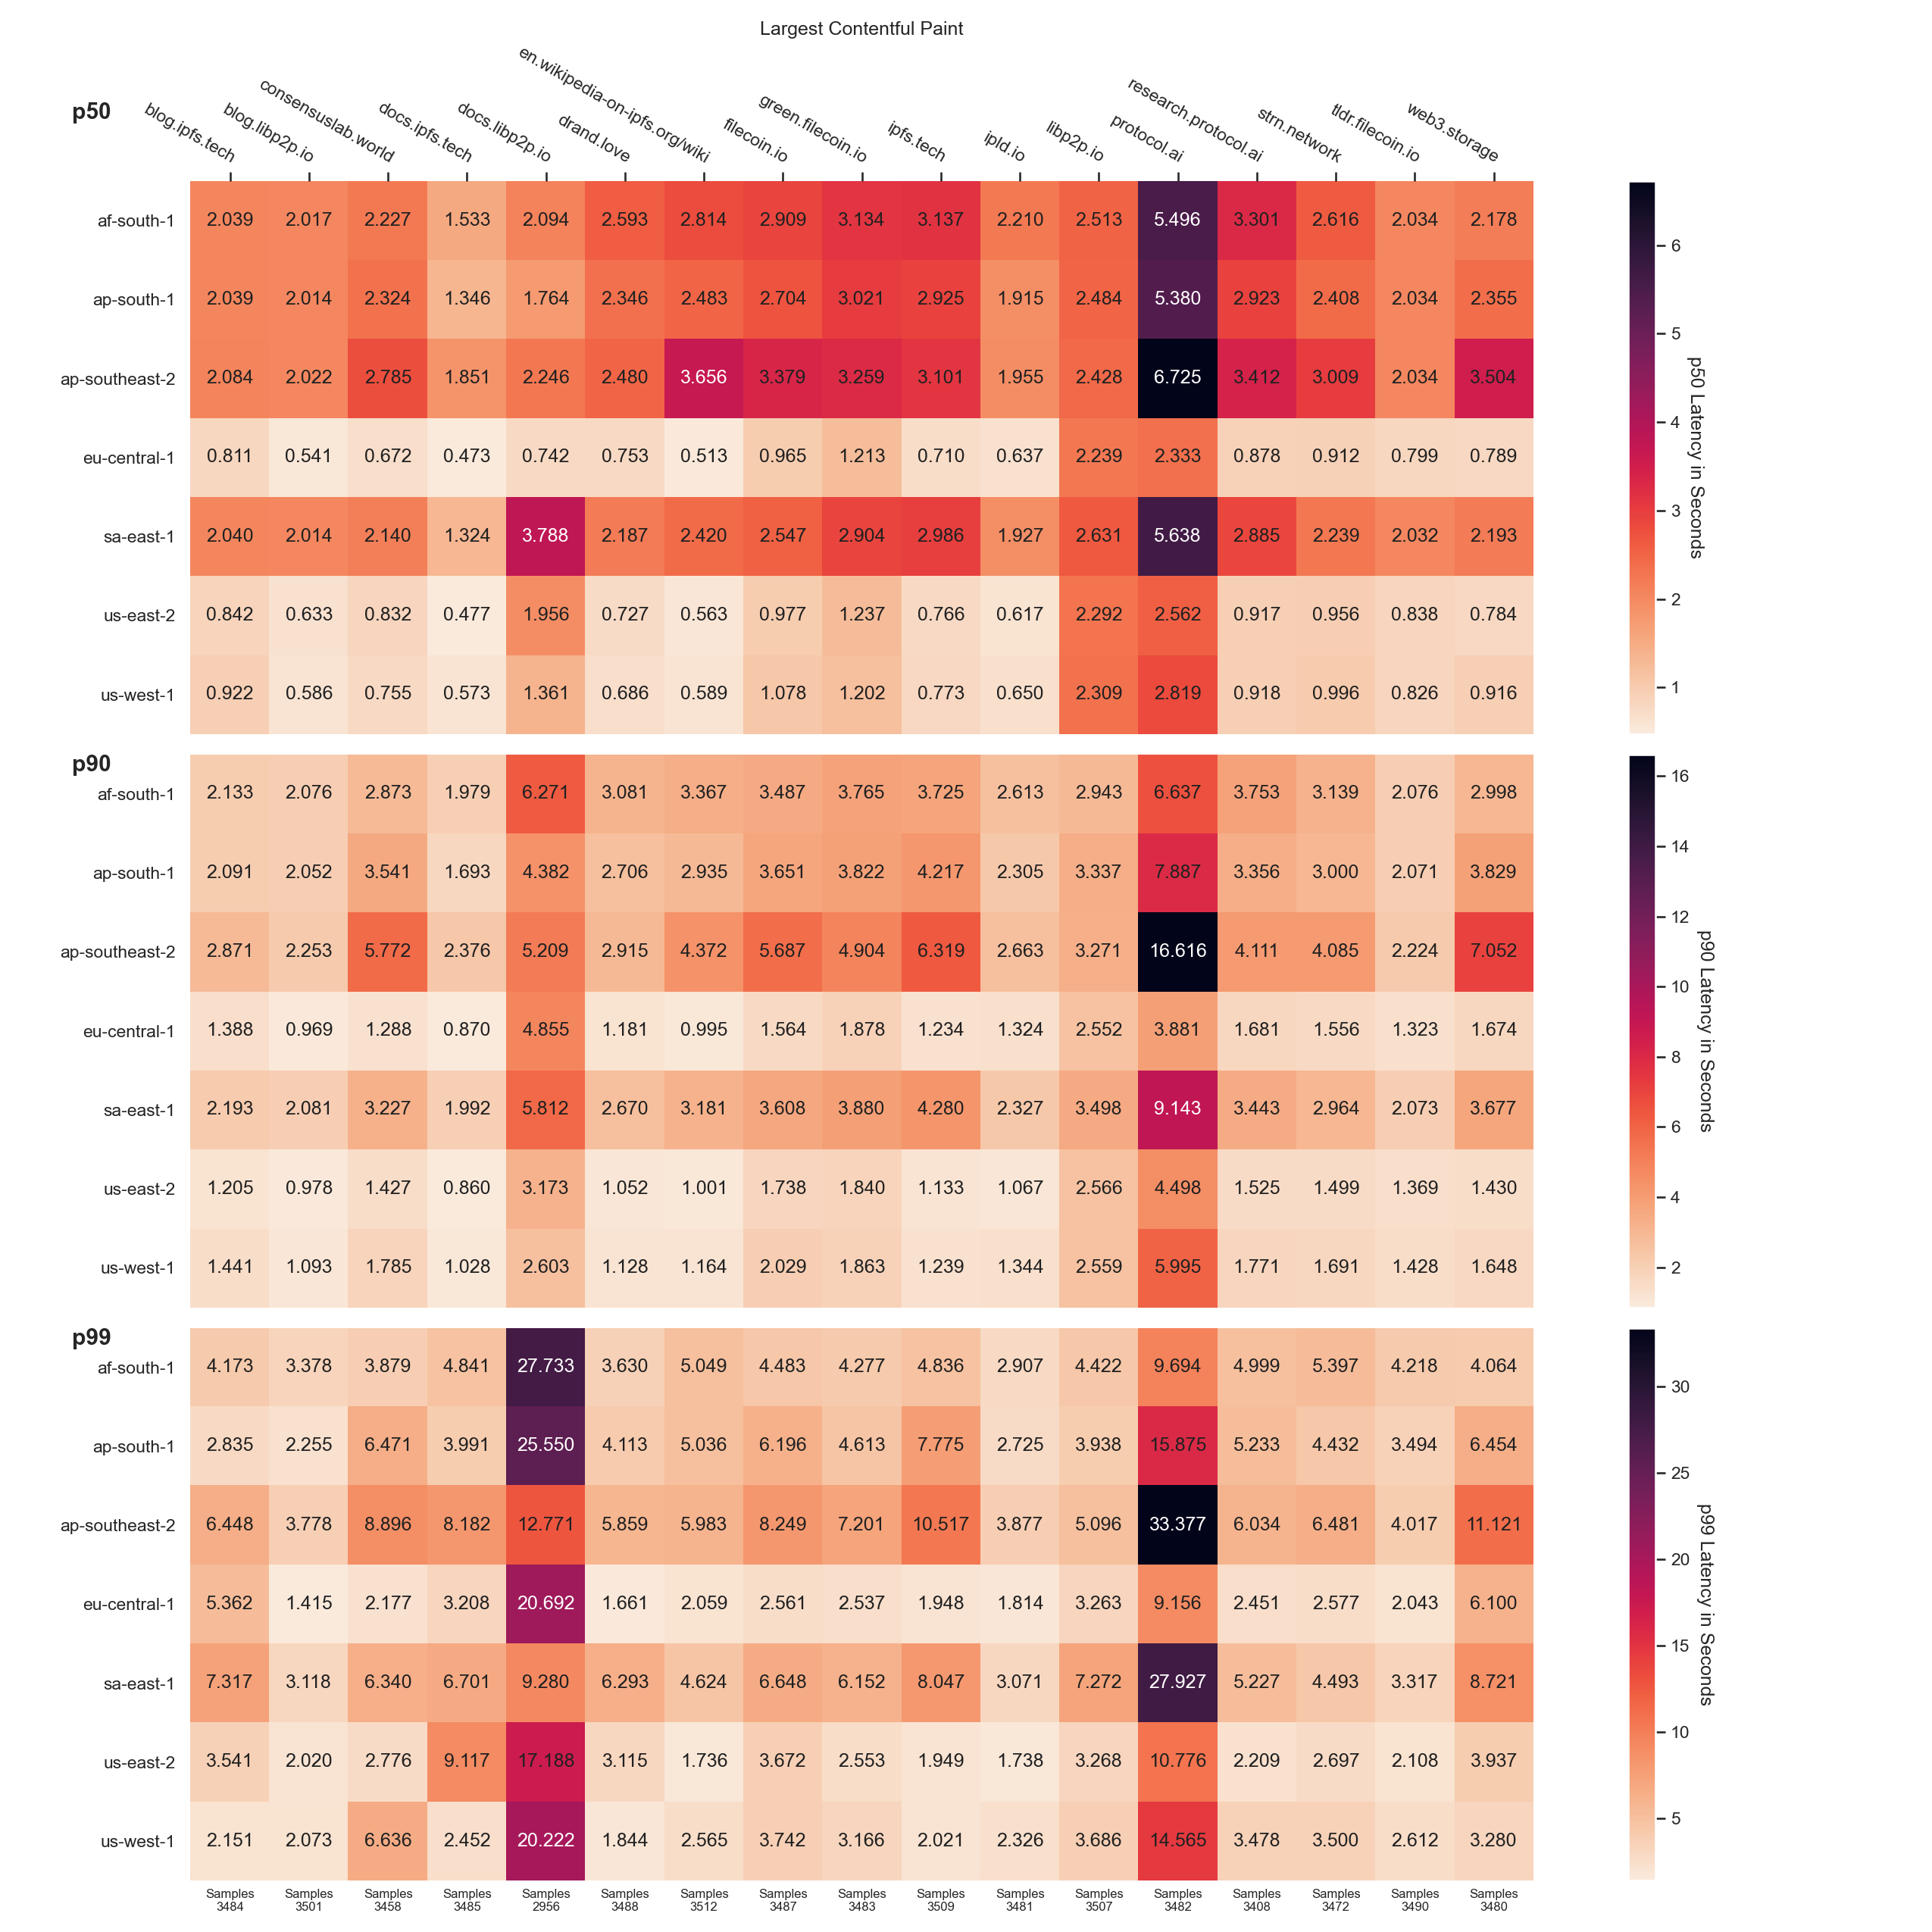 Largest Contentful Paint
p50
blog.ipfs.tech
blog.libp2p.io
consensuslab.world
docs.ipfs.tech
docs.libp2p.io
drand.love
en.wikipedia-on-ipfs.org/wiki
filecoin.io
green.filecoin.io
ipfs.tech
ipld.io
libp2p.io
protocol.ai
research.protocol.ai
strn.network
tldr.filecoin.io
web3.storage
af-south-1 2.039 2.017 2.227 1.533 2.094 2.593 2.814 2.909 3.134 3.137 2.210 2.513 5.496 3.301 2.616 2.034 2.178
ap-south-1 2.039 2.014 2.324 1.346 1.764 2.346 2.483 2.704 3.021 2.925 1.915 2.484 5.380 2.923 2.408 2.034 2.355
ap-southeast-2 2.084 2.022 2.785 1.851 2.246 2.480 3.656 3.379 3.259 3.101 1.955 2.428 6.725 3.412 3.009 2.034 3.504
eu-central-1 0.811 0.541 0.672 0.473 0.742 0.753 0.513 0.965 1.213 0.710 0.637 2.239 2.333 0.878 0.912 0.799 0.789
sa-east-1 2.040 2.014 2.140 1.324 3.788 2.187 2.420 2.547 2.904 2.986 1.927 2.631 5.638 2.885 2.239 2.032 2.193
us-east-2 0.842 0.633 0.832 0.477 1.956 0.727 0.563 0.977 1.237 0.766 0.617 2.292 2.562 0.917 0.956 0.838 0.784
us-west-1 0.922 0.586 0.755 0.573 1.361 0.686 0.589 1.078 1.202 0.773 0.650 2.309 2.819 0.918 0.996 0.826 0.916
6
5
4
3
2
1
p50 Latency in Seconds
p90
af-south-1 2.133 2.076 2.873 1.979 6.271 3.081 3.367 3.487 3.765 3.725 2.613 2.943 6.637 3.753 3.139 2.076 2.998
ap-south-1 2.091 2.052 3.541 1.693 4.382 2.706 2.935 3.651 3.822 4.217 2.305 3.337 7.887 3.356 3.000 2.071 3.829
ap-southeast-2 2.871 2.253 5.772 2.376 5.209 2.915 4.372 5.687 4.904 6.319 2.663 3.271 16.616 4.111 4.085 2.224 7.052
eu-central-1 1.388 0.969 1.288 0.870 4.855 1.181 0.995 1.564 1.878 1.234 1.324 2.552 3.881 1.681 1.556 1.323 1.674
sa-east-1 2.193 2.081 3.227 1.992 5.812 2.670 3.181 3.608 3.880 4.280 2.327 3.498 9.143 3.443 2.964 2.073 3.677
us-east-2 1.205 0.978 1.427 0.860 3.173 1.052 1.001 1.738 1.840 1.133 1.067 2.566 4.498 1.525 1.499 1.369 1.430
us-west-1 1.441 1.093 1.785 1.028 2.603 1.128 1.164 2.029 1.863 1.239 1.344 2.559 5.995 1.771 1.691 1.428 1.648
16
14
12
10
8
6
4
2
p90 Latency in Seconds
p99
af-south-1 4.173 3.378 3.879 4.841 27.733 3.630 5.049 4.483 4.277 4.836 2.907 4.422 9.694 4.999 5.397 4.218 4.064
ap-south-1 2.835 2.255 6.471 3.991 25.550 4.113 5.036 6.196 4.613 7.775 2.725 3.938 15.875 5.233 4.432 3.494 6.454
ap-southeast-2 6.448 3.778 8.896 8.182 12.771 5.859 5.983 8.249 7.201 10.517 3.877 5.096 33.377 6.034 6.481 4.017 11.121
eu-central-1 5.362 1.415 2.177 3.208 20.692 1.661 2.059 2.561 2.537 1.948 1.814 3.263 9.156 2.451 2.577 2.043 6.100
sa-east-1 7.317 3.118 6.340 6.701 9.280 6.293 4.624 6.648 6.152 8.047 3.071 7.272 27.927 5.227 4.493 3.317 8.721
us-east-2 3.541 2.020 2.776 9.117 17.188 3.115 1.736 3.672 2.553 1.949 1.738 3.268 10.776 2.209 2.697 2.108 3.937
us-west-1 2.151 2.073 6.636 2.452 20.222 1.844 2.565 3.742 3.166 2.021 2.326 3.686 14.565 3.478 3.500 2.612 3.280
30
25
20
15
10
5
p99 Latency in Seconds
Samples Samples Samples Samples Samples Samples Samples Samples Samples Samples Samples Samples Samples Samples Samples Samples Samples
3484 3501 3458 3485 2956 3488 3512 3487 3483 3509 3481 3507 3482 3408 3472 3490 3480